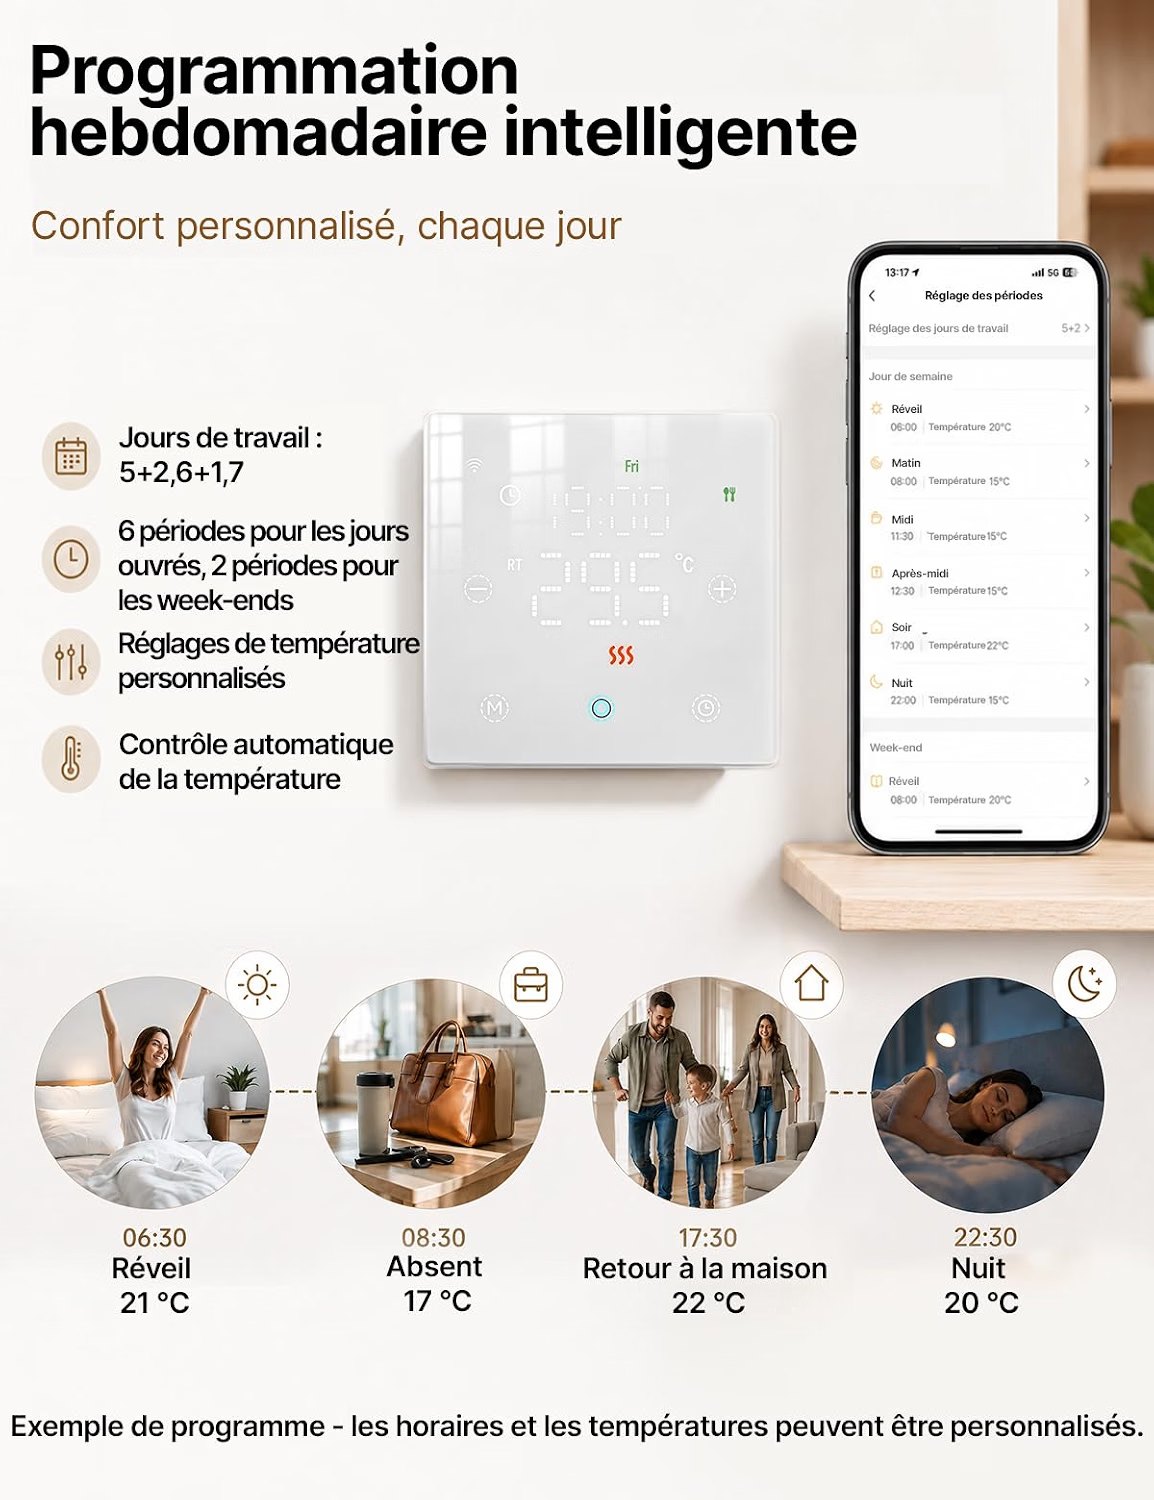 Programmation
hebdomadaire intelligente
Confort personnalisé, chaque jour
Jours de travail :
5+2,6+1,7
6 périodes pour les jours
ouvrés, 2 périodes pour
les week-ends
Réglages de température
personnalisés
Contrôle automatique
de la température
Fri
RT
29.5
°C
M
13:17
5G
Réglage des périodes
Réglage des jours de travail 5+2
Jour de semaine
Réveil
06:00 Température 20°C
Matin
08:00 Température 15°C
Midi
11:30 Température 15°C
Après-midi
12:30 Température 15°C
Soir
17:00 Température 22°C
Nuit
22:00 Température 15°C
Week-end
Réveil
08:00 Température 20°C
06:30
Réveil
21 °C
08:30
Absent
17 °C
17:30
Retour à la maison
22 °C
22:30
Nuit
20 °C
Exemple de programme - les horaires et les températures peuvent être personnalisés.